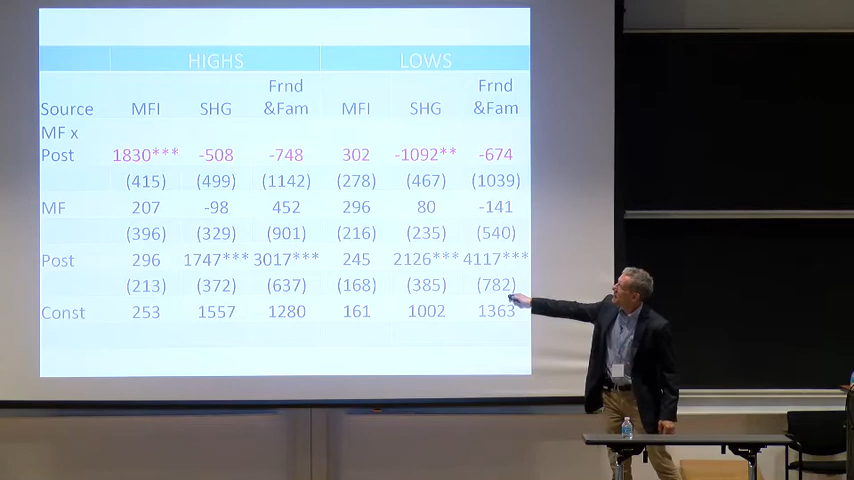 HIGHS LOWS
Frnd Frnd
Source MFI SHG &Fam MFI SHG &Fam
MF x
Post 1830*** -508 -748 302 -1092** -674
(415) (499) (1142) (278) (467) (1039)
MF 207 -98 452 296 80 -141
(396) (329) (901) (216) (235) (540)
Post 296 1747*** 3017*** 245 2126*** 4117***
(213) (372) (637) (168) (385) (782)
Const 253 1557 1280 161 1002 1363